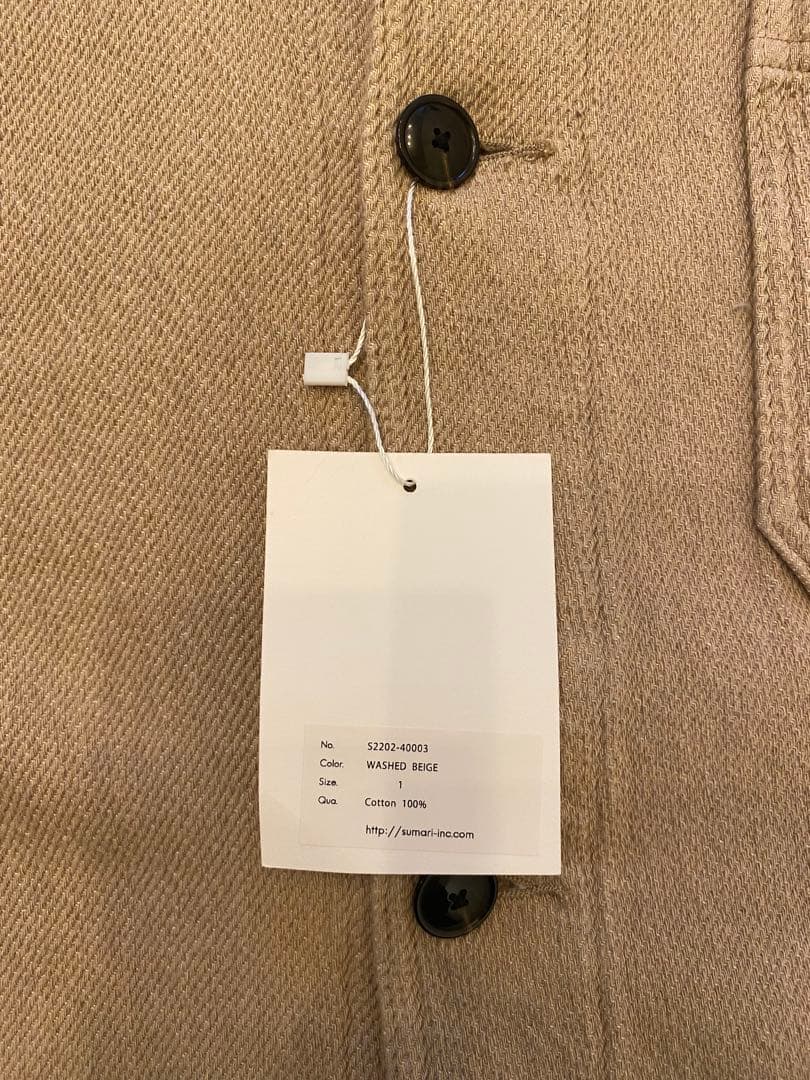 No. S2202-40003
Color. WASHED BEIGE
Size. 1
Qua. Cotton 100%
http://sumari-inc.com